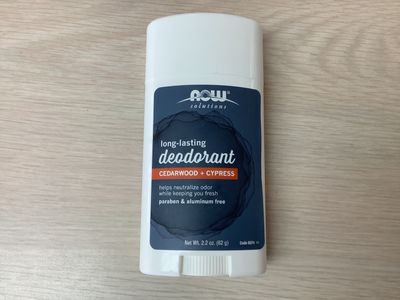 NOW®
solutions
long-lasting
deodorant
CEDARWOOD + CYPRESS
helps neutralize odor
while keeping you fresh
paraben & aluminum free
Net Wt. 2.2 oz. (62 g)